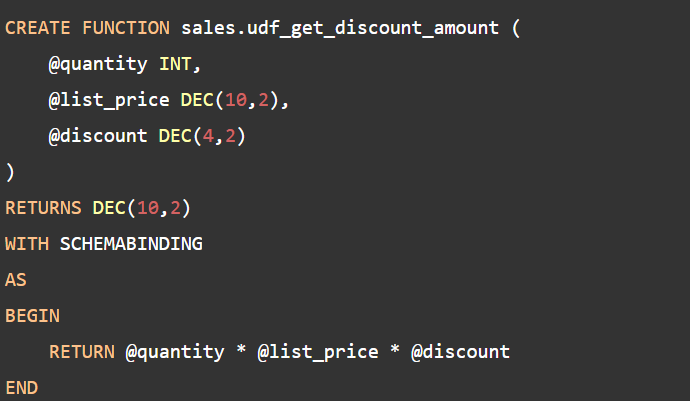 CREATE FUNCTION sales.udf_get_discount_amount (
    @quantity INT,
    @list_price DEC(10,2),
    @discount DEC(4,2)
)
RETURNS DEC(10,2)
WITH SCHEMABINDING
AS
BEGIN
    RETURN @quantity * @list_price * @discount
END